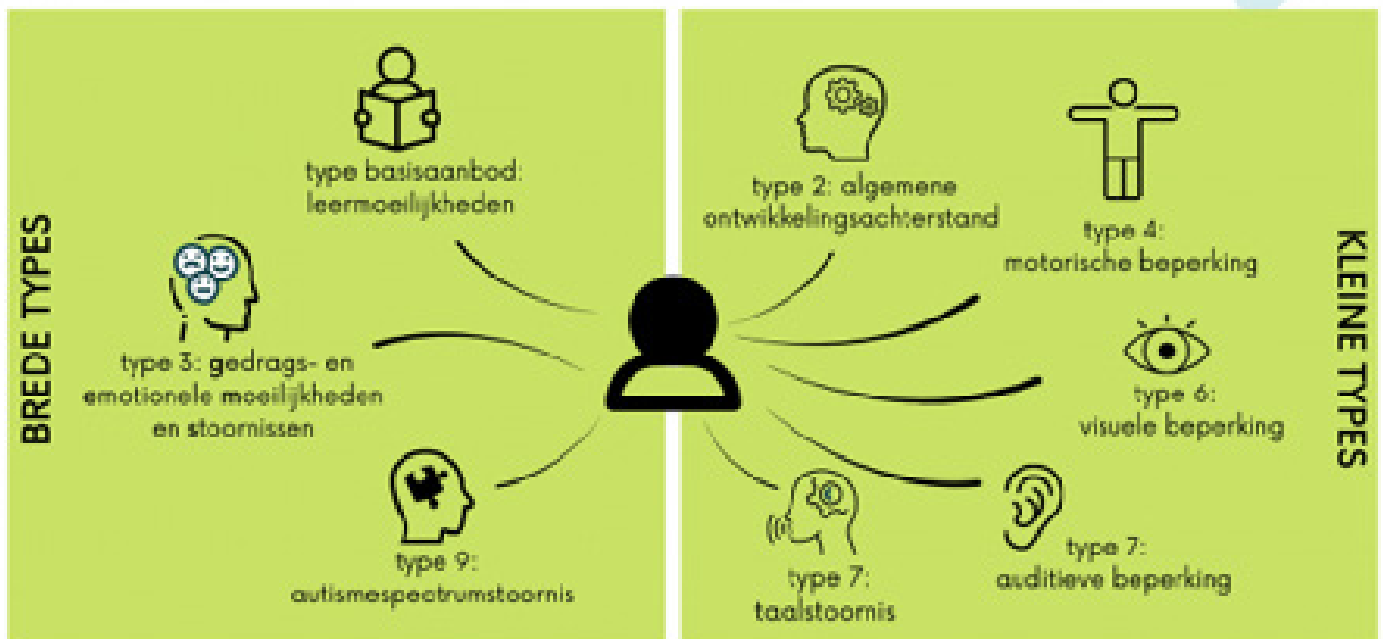 BREDE TYPES
type basisaanbod:
leermoeilijkheden
type 3: gedrags- en
emotionele moeilijkheden
en stoornissen
type 9:
autismespectrumstoornis
type 2: algemene
ontwikkelingsachterstand
type 4:
motorische beperking
type 6:
visuele beperking
type 7:
auditieve beperking
type 7:
taalstoornis
KLEINE TYPES